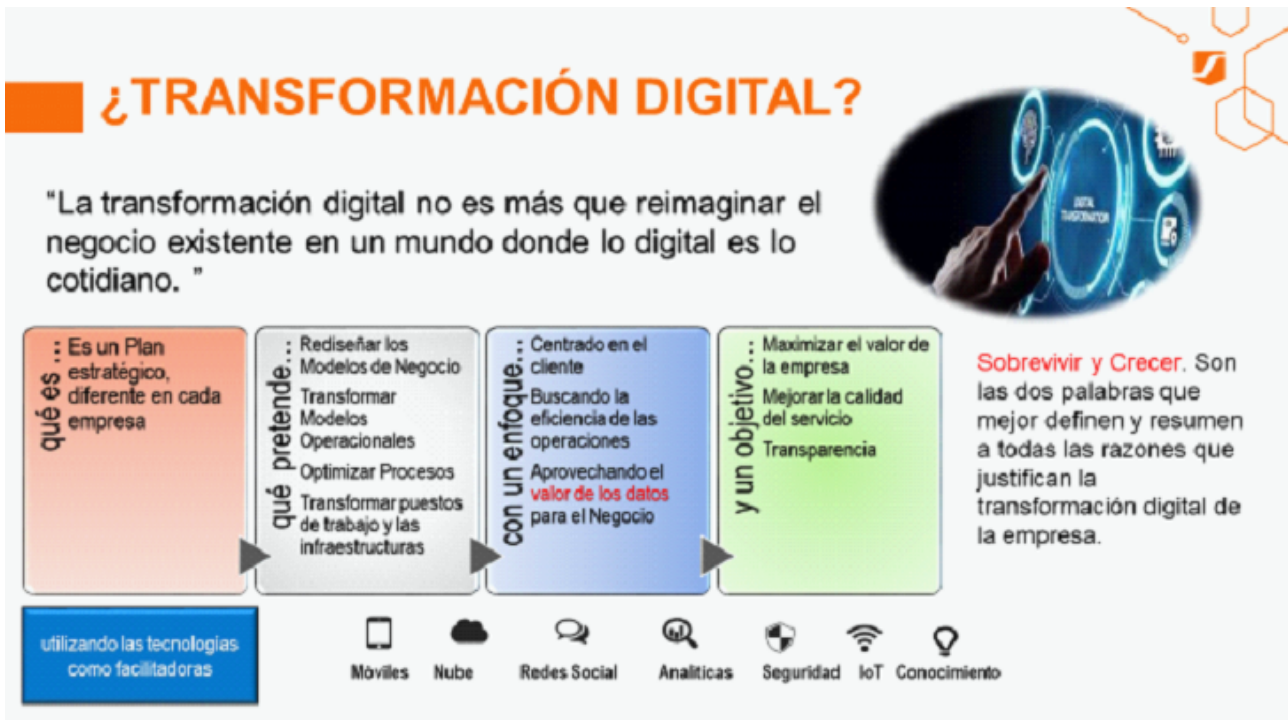 ¿TRANSFORMACIÓN DIGITAL?
“La transformación digital no es más que reimaginar el
negocio existente en un mundo donde lo digital es lo
cotidiano. ”
DIGITAL
TRANSFORMATION
qué es ...
Es un Plan
estratégico,
diferente en cada
empresa
qué pretende...
Rediseñar los
Modelos de Negocio
Transformar
Modelos
Operacionales
Optimizar Procesos
Transformar puestos
de trabajo y las
infraestructuras
con un enfoque...
Centrado en el
cliente
Buscando la
eficiencia de las
operaciones
Aprovechando el
valor de los datos
para el Negocio
y un objetivo...
Maximizar el valor de
la empresa
Mejorar la calidad
del servicio
Transparencia
Sobrevivir y Crecer. Son
las dos palabras que
mejor definen y resumen
a todas las razones que
justifican la
transformación digital de
la empresa.
utilizando las tecnologías
como facilitadoras
Móviles
Nube
Redes Social
Analíticas
Seguridad
IoT
Conocimiento